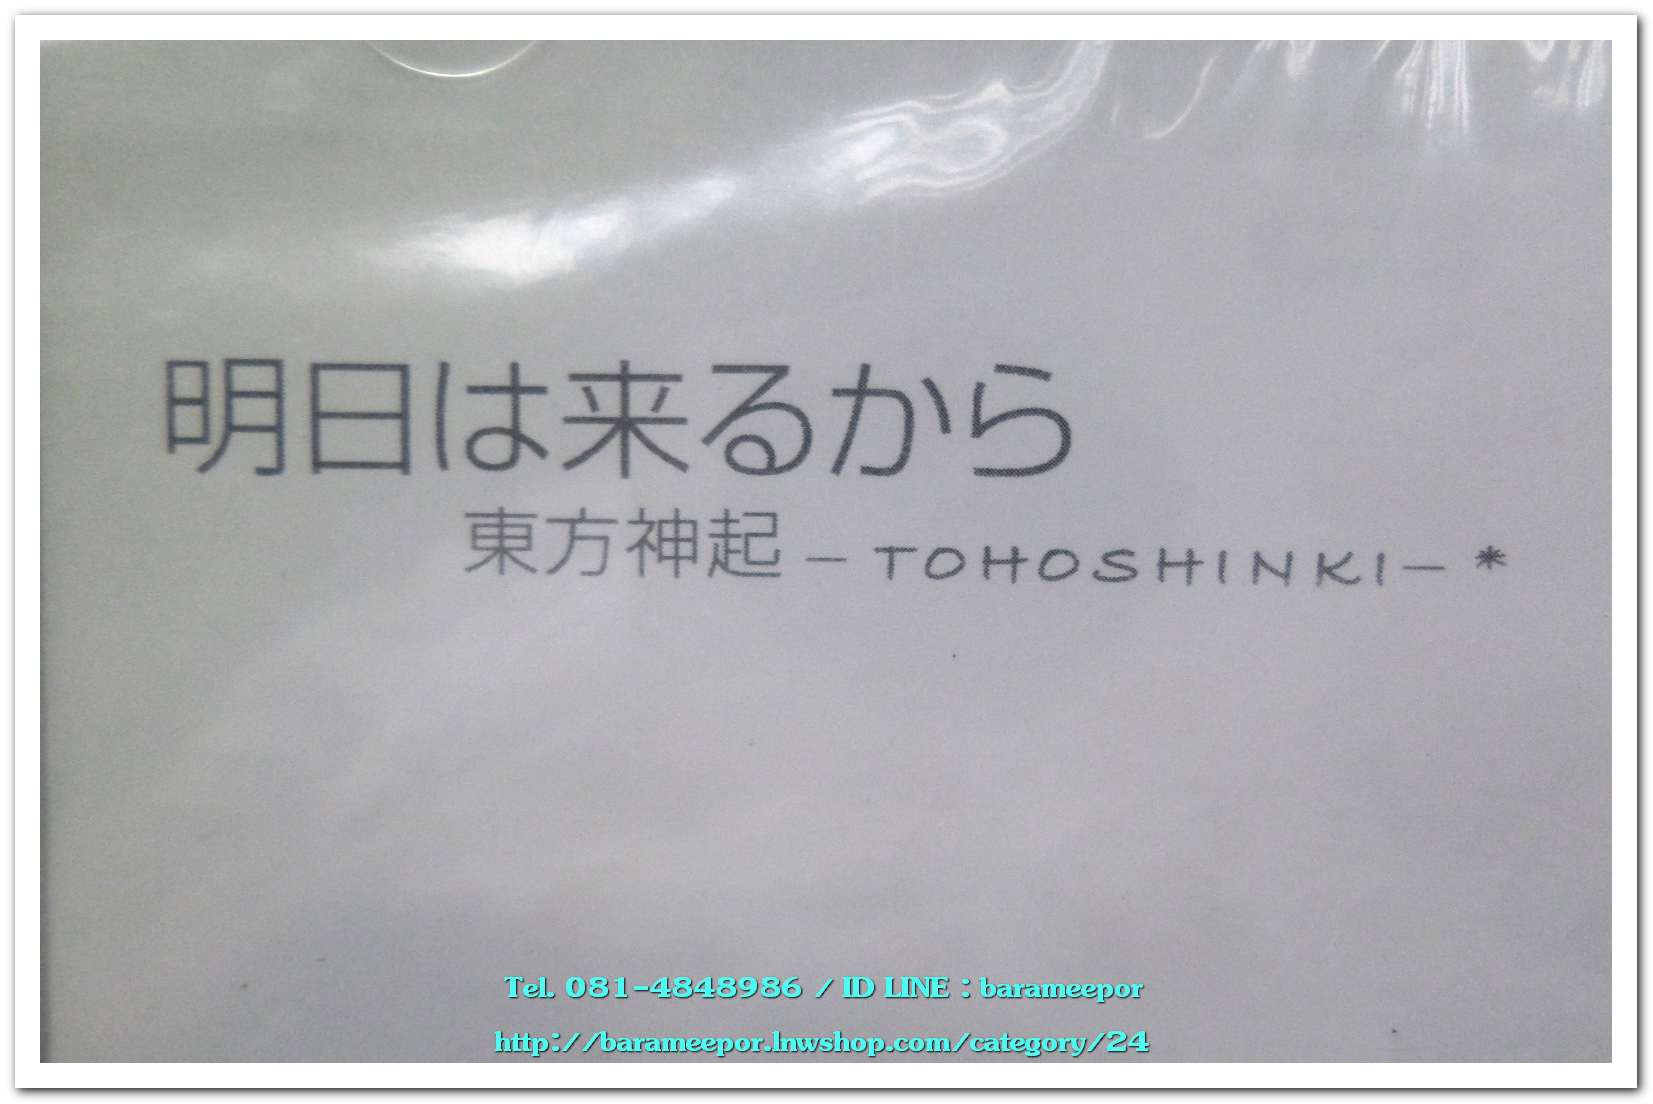 明日は来るから
東方神起 – TOHOSHINKI– *
Tel. 081-4848986 / ID LINE : barameepor
http://barameepor.lnwshop.com/category/24